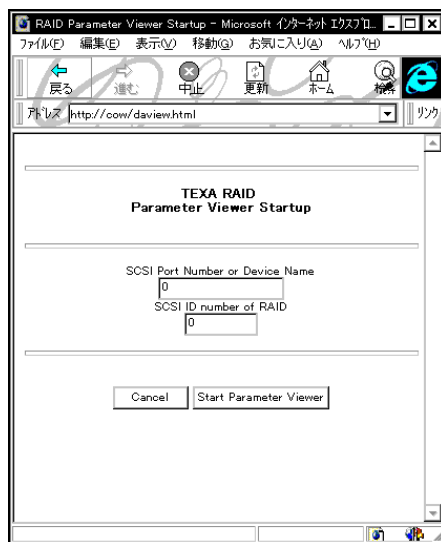 RAID Parameter Viewer Startup - Microsoft インターネット エクスプロ...
ファイル(F) 編集(E) 表示(V) 移動(G) お気に入り(A) ヘルプ(H)
戻る 進む 中止 更新 ホーム 検索
アドレス http://cow/daview.html リンク
TEXA RAID
Parameter Viewer Startup
SCSI Port Number or Device Name
0
SCSI ID number of RAID
0
Cancel Start Parameter Viewer